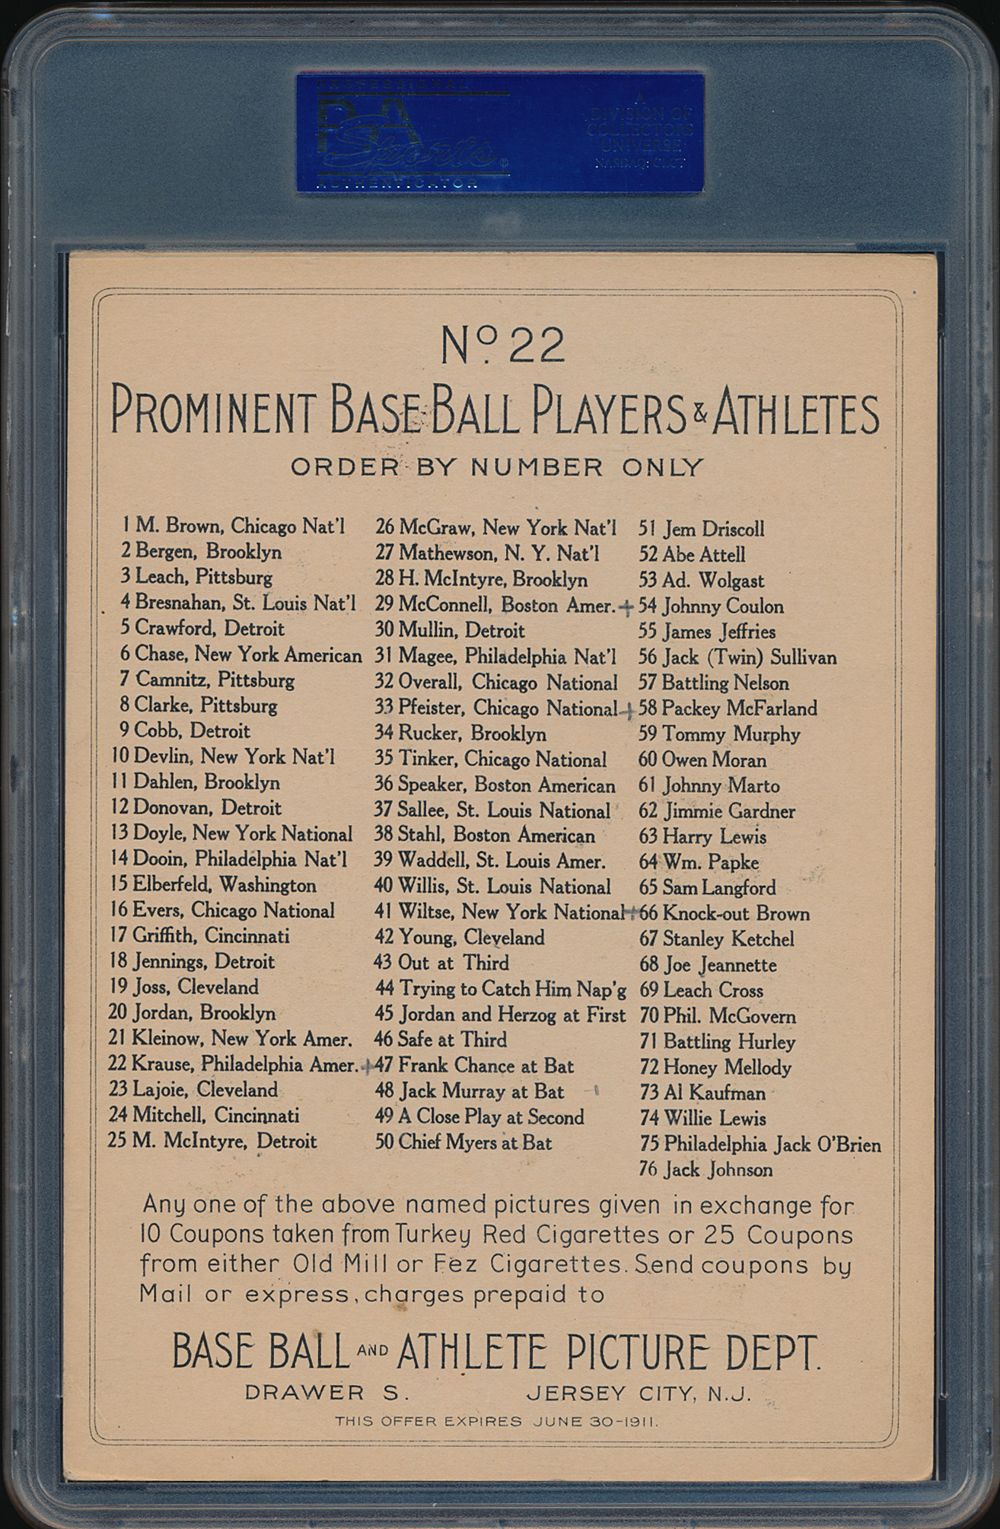 PROFESSIONAL
PSA
Sports
AUTHENTICATOR
A
DIVISION OF
COLLECTORS
UNIVERSE
NASDAQ: CLCT
Nº 22
PROMINENT BASE BALL PLAYERS & ATHLETES
ORDER BY NUMBER ONLY
1 M. Brown, Chicago Nat'l
2 Bergen, Brooklyn
3 Leach, Pittsburg
4 Bresnahan, St. Louis Nat'l
5 Crawford, Detroit
6 Chase, New York American
7 Camnitz, Pittsburg
8 Clarke, Pittsburg
9 Cobb, Detroit
10 Devlin, New York Nat'l
11 Dahlen, Brooklyn
12 Donovan, Detroit
13 Doyle, New York National
14 Dooin, Philadelphia Nat'l
15 Elberfeld, Washington
16 Evers, Chicago National
17 Griffith, Cincinnati
18 Jennings, Detroit
19 Joss, Cleveland
20 Jordan, Brooklyn
21 Kleinow, New York Amer.
22 Krause, Philadelphia Amer.
23 Lajoie, Cleveland
24 Mitchell, Cincinnati
25 M. McIntyre, Detroit
26 McGraw, New York Nat'l
27 Mathewson, N. Y. Nat'l
28 H. McIntyre, Brooklyn
29 McConnell, Boston Amer.
30 Mullin, Detroit
31 Magee, Philadelphia Nat'l
32 Overall, Chicago National
33 Pfeister, Chicago National
34 Rucker, Brooklyn
35 Tinker, Chicago National
36 Speaker, Boston American
37 Sallee, St. Louis National
38 Stahl, Boston American
39 Waddell, St. Louis Amer.
40 Willis, St. Louis National
41 Wiltse, New York National
42 Young, Cleveland
43 Out at Third
44 Trying to Catch Him Nap'g
45 Jordan and Herzog at First
46 Safe at Third
+47 Frank Chance at Bat
48 Jack Murray at Bat
49 A Close Play at Second
50 Chief Myers at Bat
51 Jem Driscoll
52 Abe Attell
53 Ad. Wolgast
+54 Johnny Coulon
55 James Jeffries
56 Jack (Twin) Sullivan
57 Battling Nelson
+58 Packey McFarland
59 Tommy Murphy
60 Owen Moran
61 Johnny Marto
62 Jimmie Gardner
63 Harry Lewis
64 Wm. Papke
65 Sam Langford
+66 Knock-out Brown
67 Stanley Ketchel
68 Joe Jeannette
69 Leach Cross
70 Phil. McGovern
71 Battling Hurley
72 Honey Mellody
73 Al Kaufman
74 Willie Lewis
75 Philadelphia Jack O'Brien
76 Jack Johnson
Any one of the above named pictures given in exchange for
10 Coupons taken from Turkey Red Cigarettes or 25 Coupons
from either Old Mill or Fez Cigarettes. Send coupons by
Mail or express, charges prepaid to
BASE BALL AND ATHLETE PICTURE DEPT.
DRAWER S. JERSEY CITY, N.J.
THIS OFFER EXPIRES JUNE 30-1911.